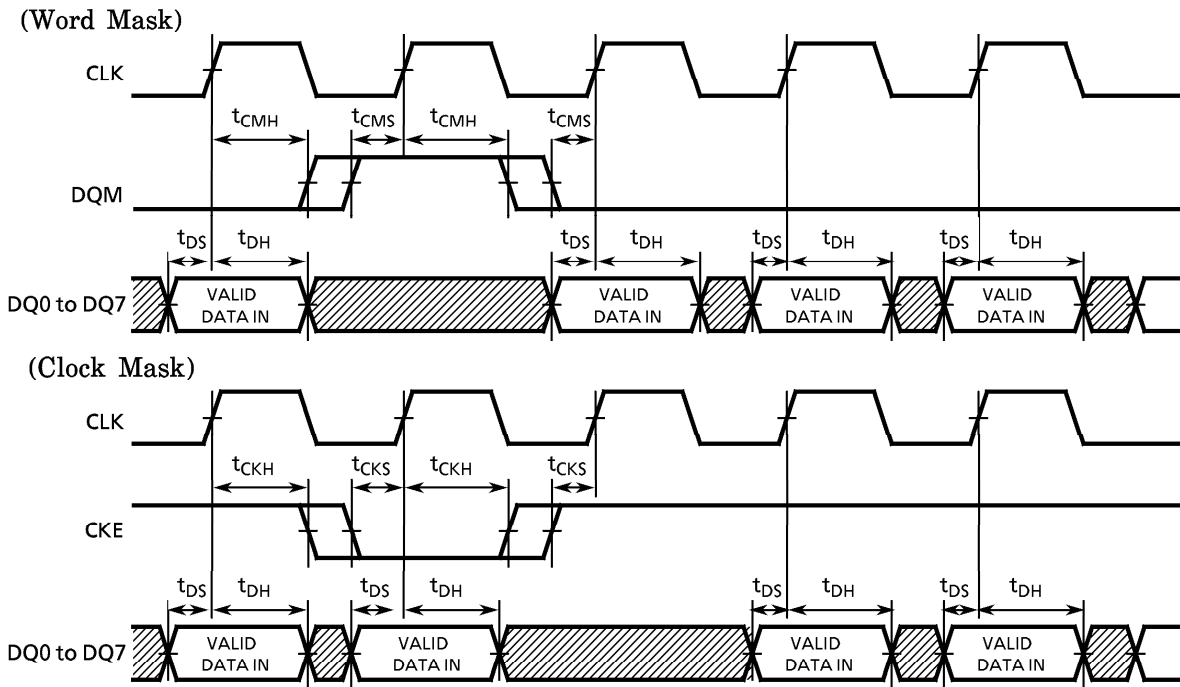 (Word Mask)
CLK
tCMH tCMS tCMH tCMS
DQM
tDS tDH tDS tDH tDS tDH tDS tDH
DQ0 to DQ7
VALID DATA IN
VALID DATA IN
VALID DATA IN
VALID DATA IN
(Clock Mask)
CLK
tCKH tCKS tCKH tCKS
CKE
tDS tDH tDS tDH tDS tDH tDS tDH
DQ0 to DQ7
VALID DATA IN
VALID DATA IN
VALID DATA IN
VALID DATA IN